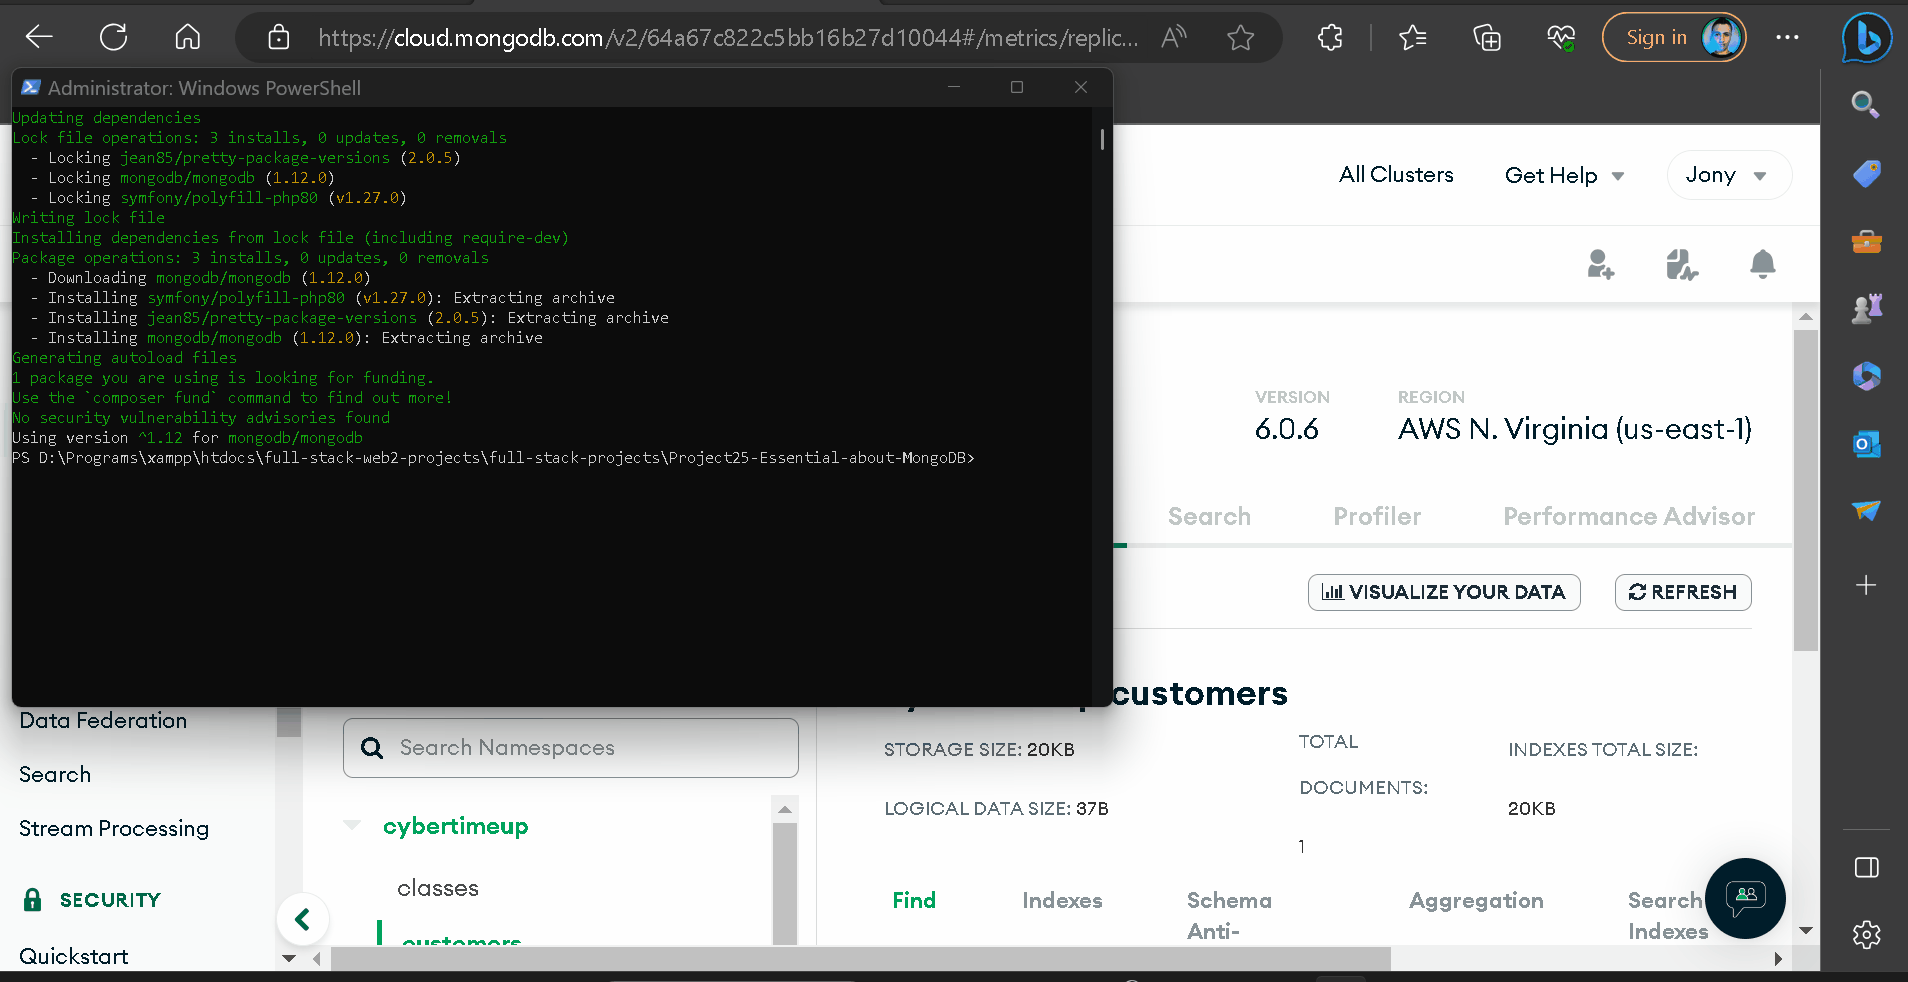 https://cloud.mongodb.com/v2/64a67c822c5bb16b27d10044#/metrics/replic...
Sign in
Administrator: Windows PowerShell
Updating dependencies
Lock file operations: 3 installs, 0 updates, 0 removals
- Locking jean85/pretty-package-versions (2.0.5)
- Locking mongodb/mongodb (1.12.0)
- Locking symfony/polyfill-php80 (v1.27.0)
Writing lock file
Installing dependencies from lock file (including require-dev)
Package operations: 3 installs, 0 updates, 0 removals
- Downloading mongodb/mongodb (1.12.0)
- Installing symfony/polyfill-php80 (v1.27.0): Extracting archive
- Installing jean85/pretty-package-versions (2.0.5): Extracting archive
- Installing mongodb/mongodb (1.12.0): Extracting archive
Generating autoload files
1 package you are using is looking for funding.
Use the `composer fund` command to find out more!
No security vulnerability advisories found
Using version ^1.12 for mongodb/mongodb
PS D:\Programs\xampp\htdocs\full-stack-web2-projects\full-stack-projects\Project25-Essential-about-MongoDB>
All Clusters
Get Help
Jony
VERSION
6.0.6
REGION
AWS N. Virginia (us-east-1)
Search
Profiler
Performance Advisor
VISUALIZE YOUR DATA
REFRESH
customers
STORAGE SIZE: 20KB
LOGICAL DATA SIZE: 37B
TOTAL
DOCUMENTS:
1
INDEXES TOTAL SIZE:
20KB
Find
Indexes
Schema
Anti-
Aggregation
Search
Indexes
Data Federation
Search
Stream Processing
SECURITY
Quickstart
Search Namespaces
cybertimeup
classes
customers